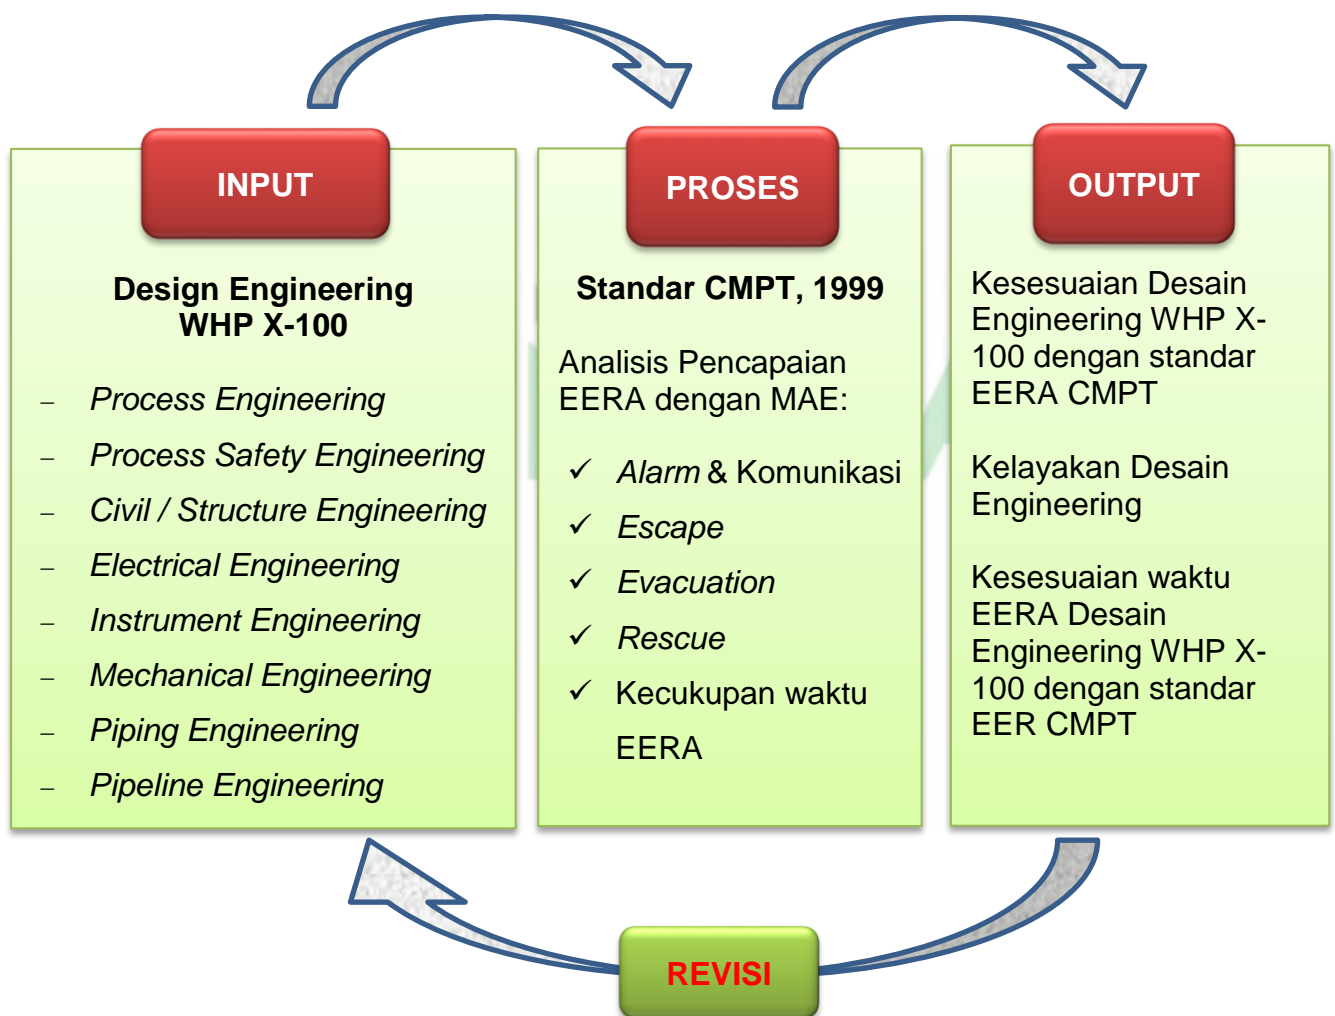 INPUT
Design Engineering
WHP X-100
– Process Engineering
– Process Safety Engineering
– Civil / Structure Engineering
– Electrical Engineering
– Instrument Engineering
– Mechanical Engineering
– Piping Engineering
– Pipeline Engineering
PROSES
Standar CMPT, 1999
Analisis Pencapaian
EERA dengan MAE:
✓ Alarm & Komunikasi
✓ Escape
✓ Evacuation
✓ Rescue
✓ Kecukupan waktu
EERA
OUTPUT
Kesesuaian Desain
Engineering WHP X-
100 dengan standar
EERA CMPT
Kelayakan Desain
Engineering
Kesesuaian waktu
EERA Desain
Engineering WHP X-
100 dengan standar
EER CMPT
REVISI